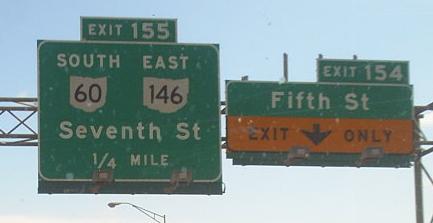 EXIT 155
SOUTH EAST
60 146
Seventh St
1/4 MILE
EXIT 154
Fifth St
EXIT ONLY